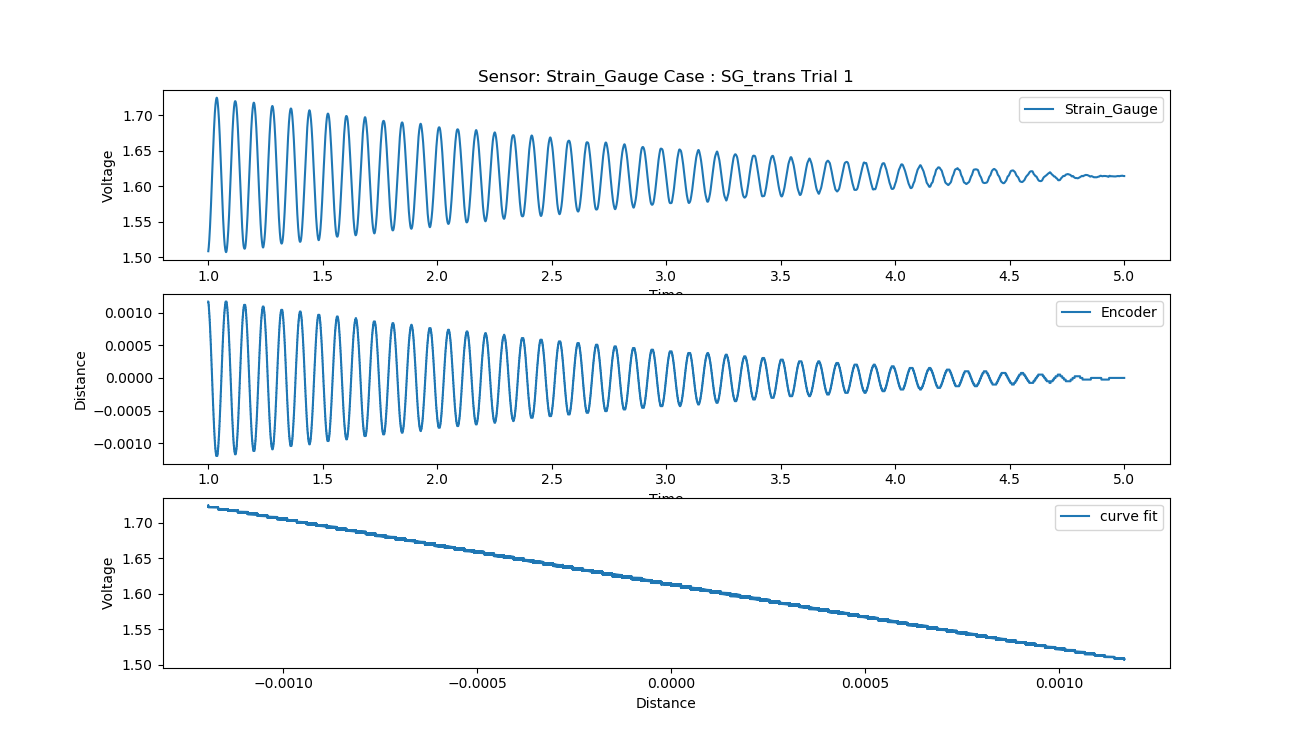 Sensor: Strain_Gauge Case : SG_trans Trial 1
Strain_Gauge
Voltage
1.70
1.65
1.60
1.55
1.50
1.0 1.5 2.0 2.5 3.0 3.5 4.0 4.5 5.0
Time
Encoder
Distance
0.0010
0.0005
0.0000
−0.0005
−0.0010
1.0 1.5 2.0 2.5 3.0 3.5 4.0 4.5 5.0
Time
curve fit
Voltage
1.70
1.65
1.60
1.55
1.50
−0.0010 −0.0005 0.0000 0.0005 0.0010
Distance